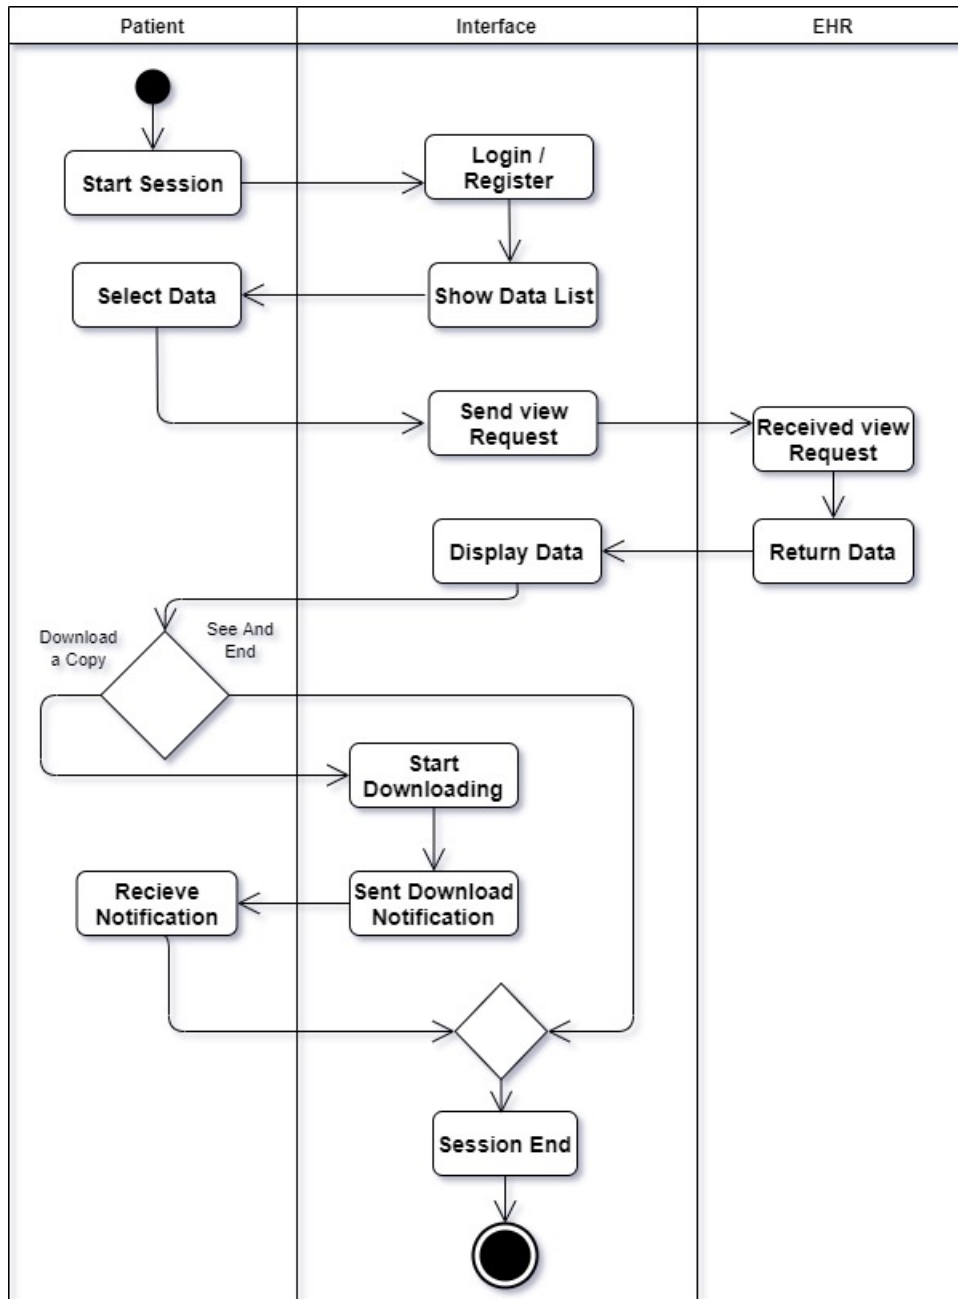 Patient
Interface
EHR
Start Session
Login /
Register
Select Data
Show Data List
Send view
Request
Received view
Request
Display Data
Return Data
Download
a Copy
See And
End
Start
Downloading
Recieve
Notification
Sent Download
Notification
Session End